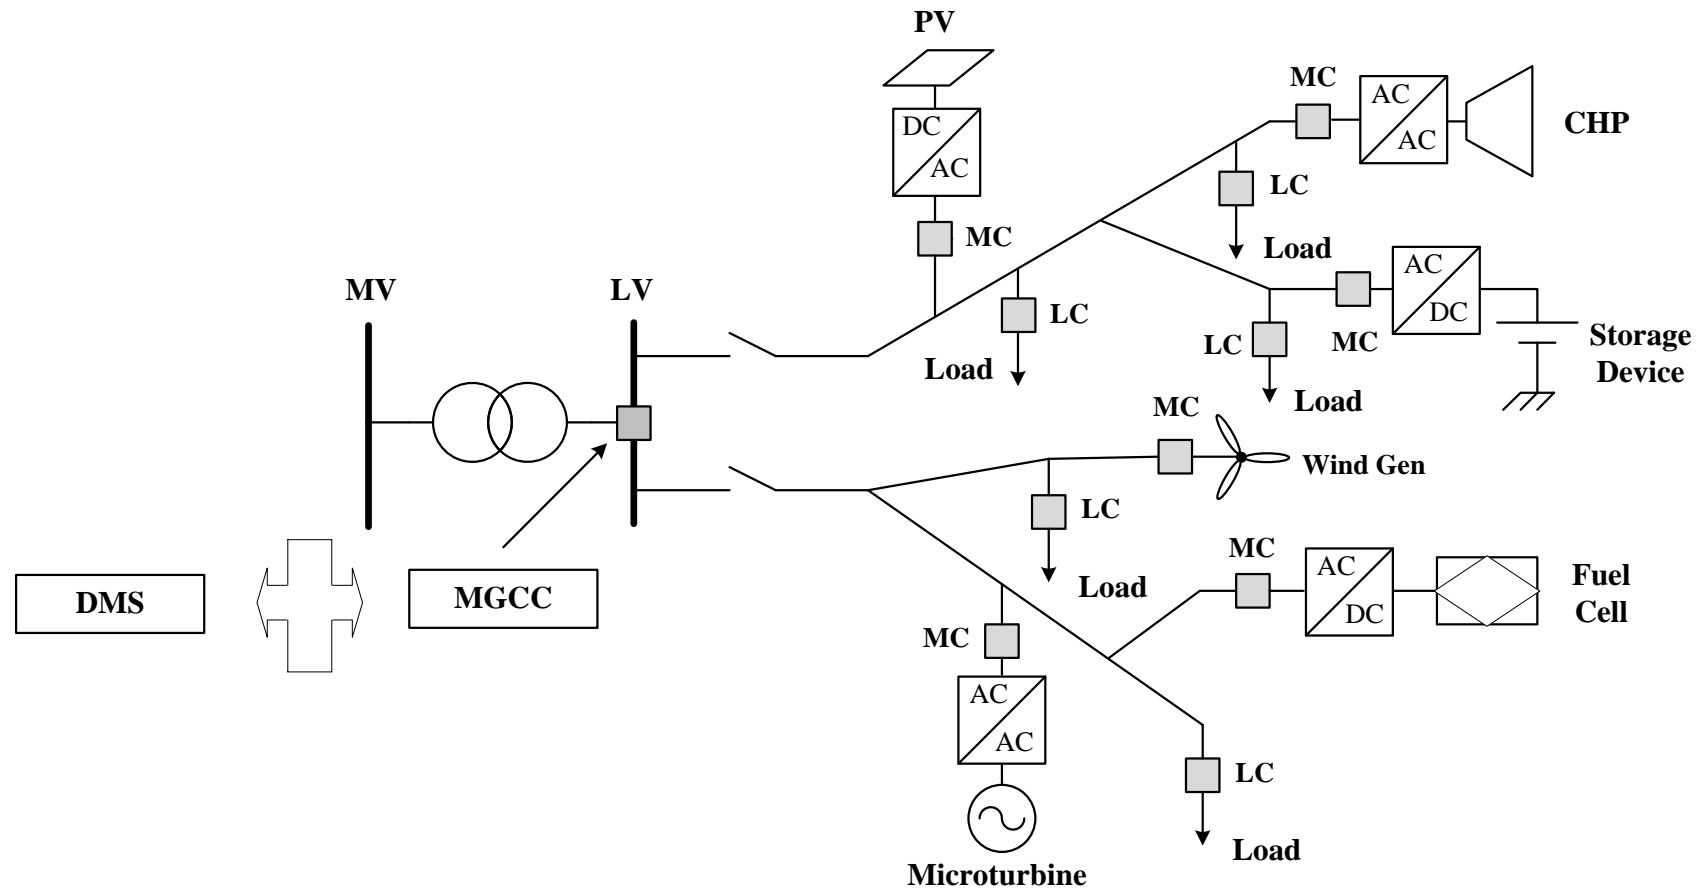 PV
MC
AC
AC
CHP
DC
AC
LC
MC
Load
AC
DC
MV
LV
LC
LC
MC
Storage
Device
Load
Load
MC
Wind Gen
LC
MC
AC
DC
Fuel
Cell
DMS
MGCC
Load
MC
AC
AC
LC
Load
Microturbine